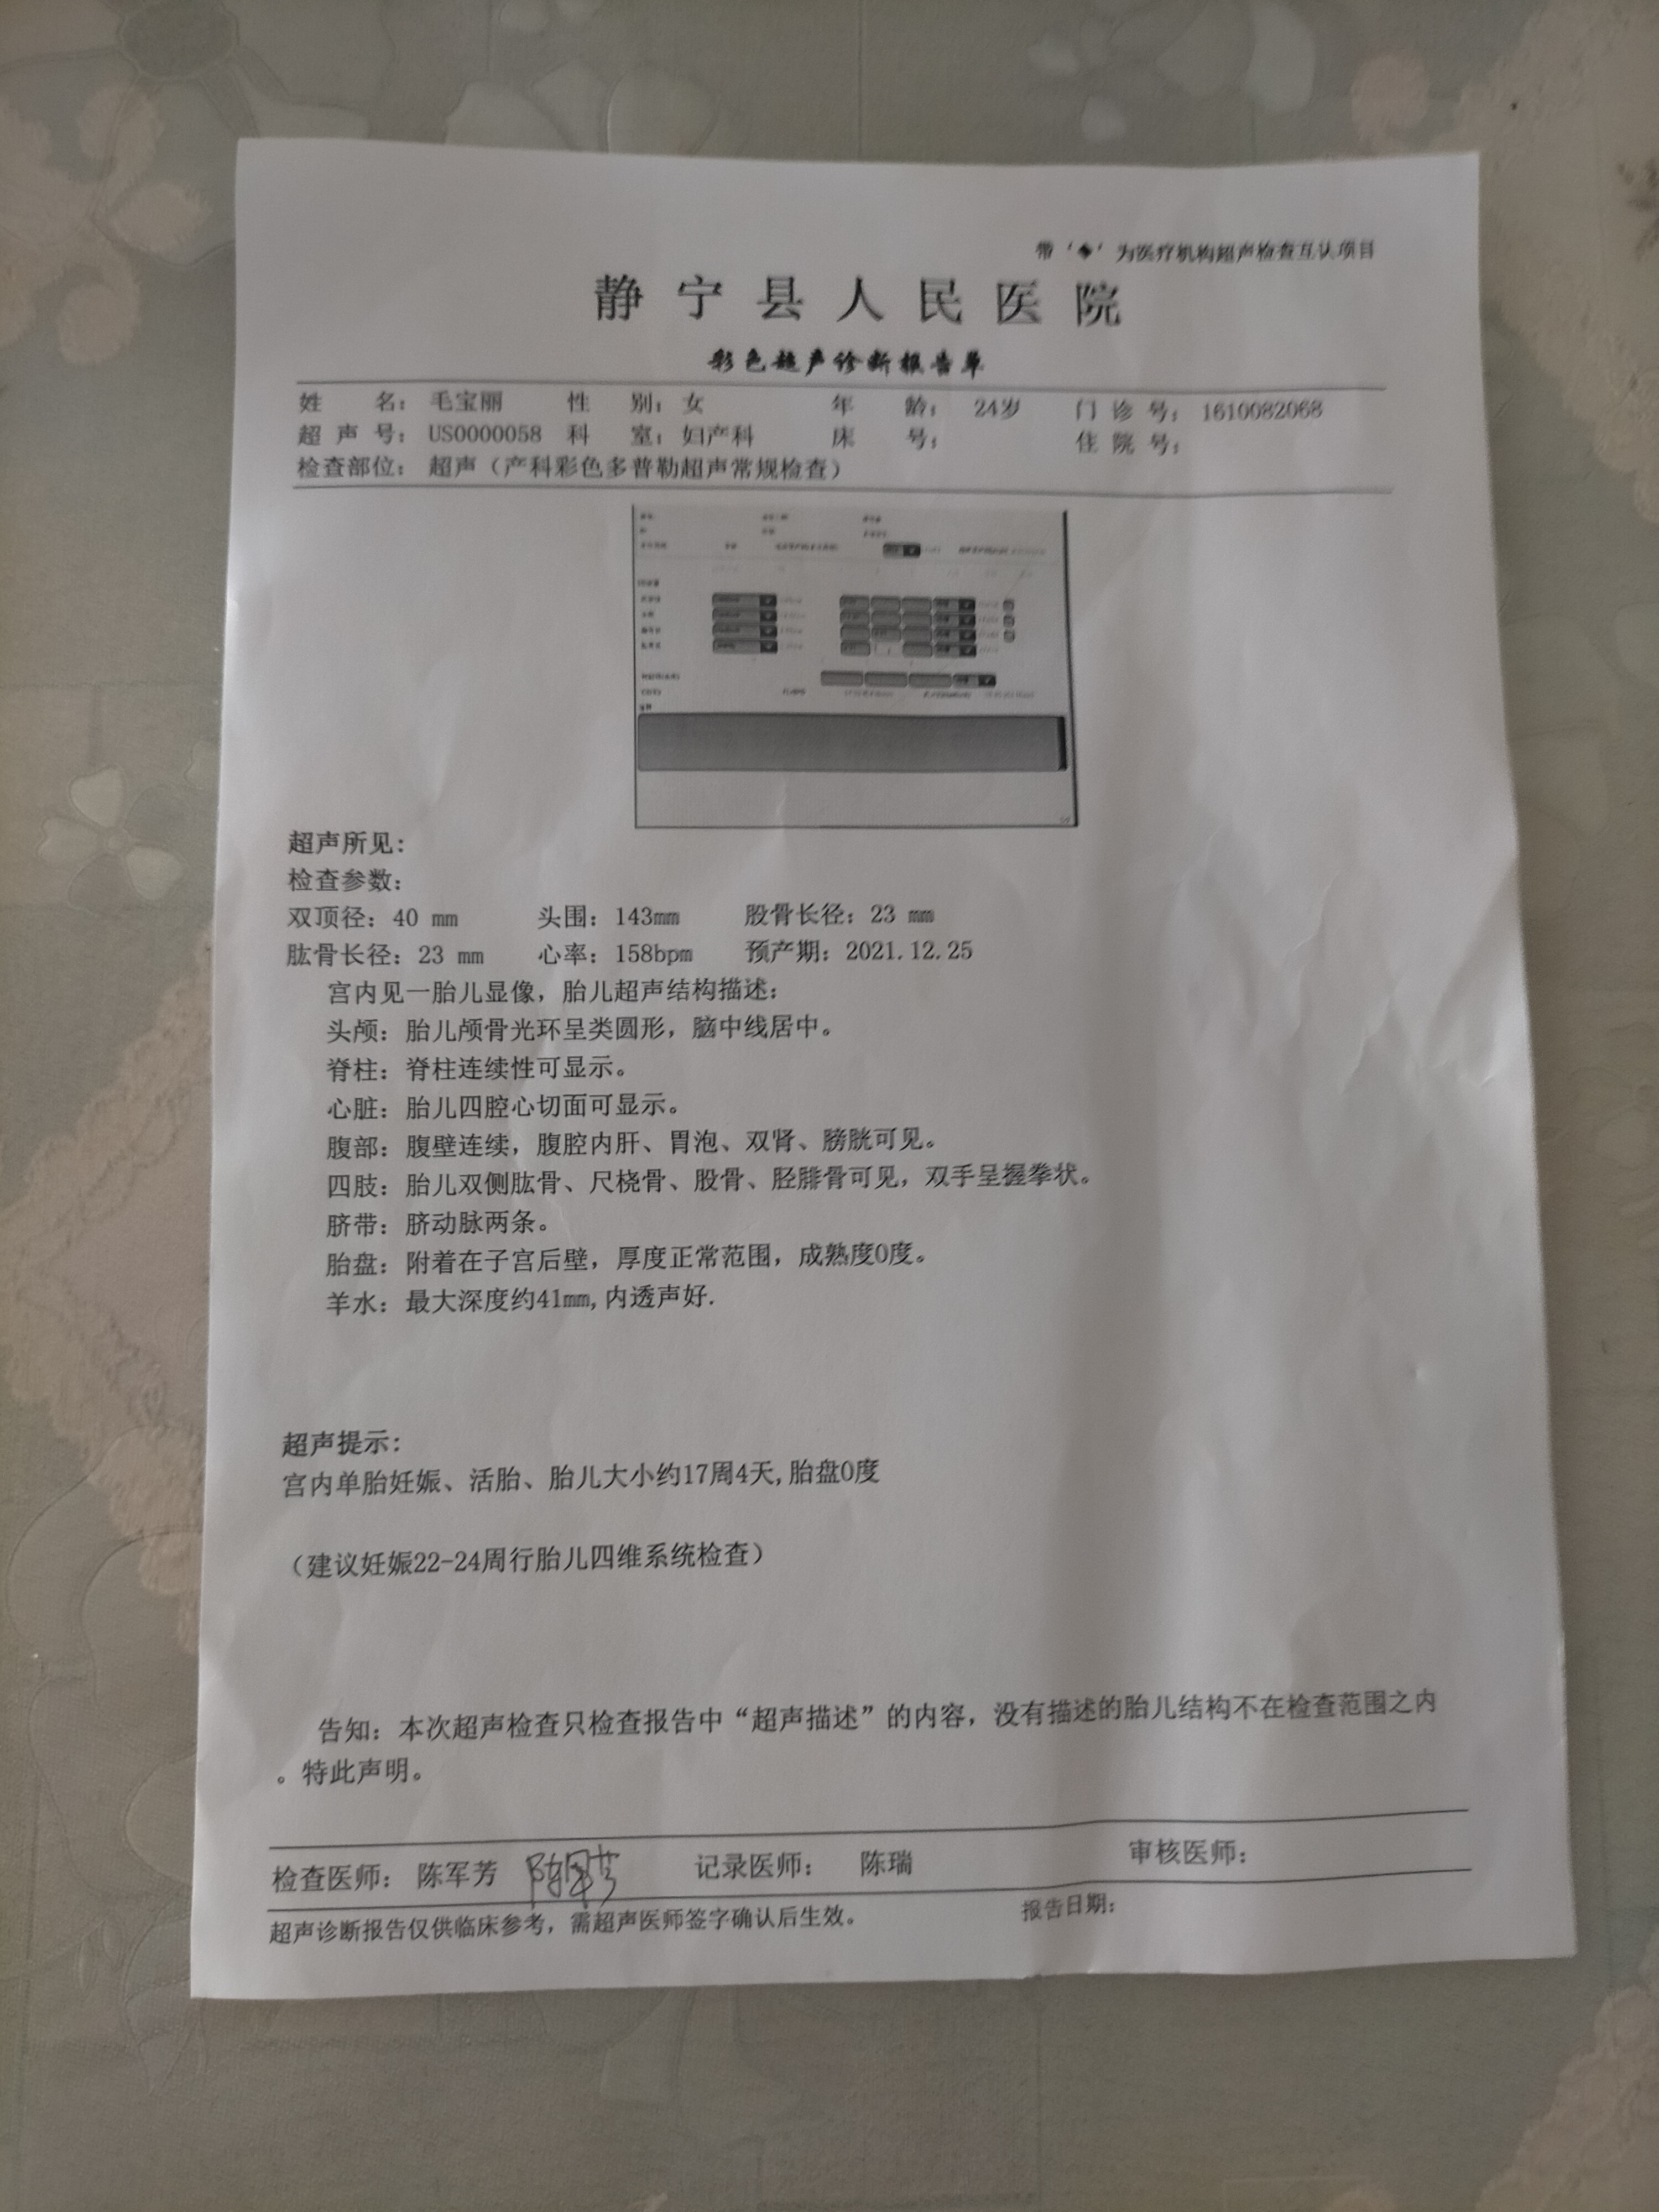 带‘◆’为医疗机构超声检查互认项目
静宁县人民医院
彩色超声诊断报告单
姓名：毛宝丽 性别：女 年龄：24岁 门诊号：1610082068
超声号：US0000058 科室：妇产科 床号： 住院号：
检查部位：超声（产科彩色多普勒超声常规检查）
超声所见：
检查参数：
双顶径：40 mm 头围：143mm 股骨长径：23 mm
肱骨长径：23 mm 心率：158bpm 预产期：2021.12.25
宫内见一胎儿显像，胎儿超声结构描述：
头颅：胎儿颅骨光环呈类圆形，脑中线居中。
脊柱：脊柱连续性可显示。
心脏：胎儿四腔心切面可显示。
腹部：腹壁连续，腹腔内肝、胃泡、双肾、膀胱可见。
四肢：胎儿双侧肱骨、尺桡骨、股骨、胫腓骨可见，双手呈握拳状。
脐带：脐动脉两条。
胎盘：附着在子宫后壁，厚度正常范围，成熟度0度。
羊水：最大深度约41mm,内透声好.
超声提示：
宫内单胎妊娠、活胎、胎儿大小约17周4天,胎盘0度
（建议妊娠22-24周行胎儿四维系统检查）
告知：本次超声检查只检查报告中“超声描述”的内容，没有描述的胎儿结构不在检查范围之内
。特此声明。
检查医师：陈军芳 陈军芳 记录医师：陈瑞 审核医师：
超声诊断报告仅供临床参考，需超声医师签字确认后生效。 报告日期：